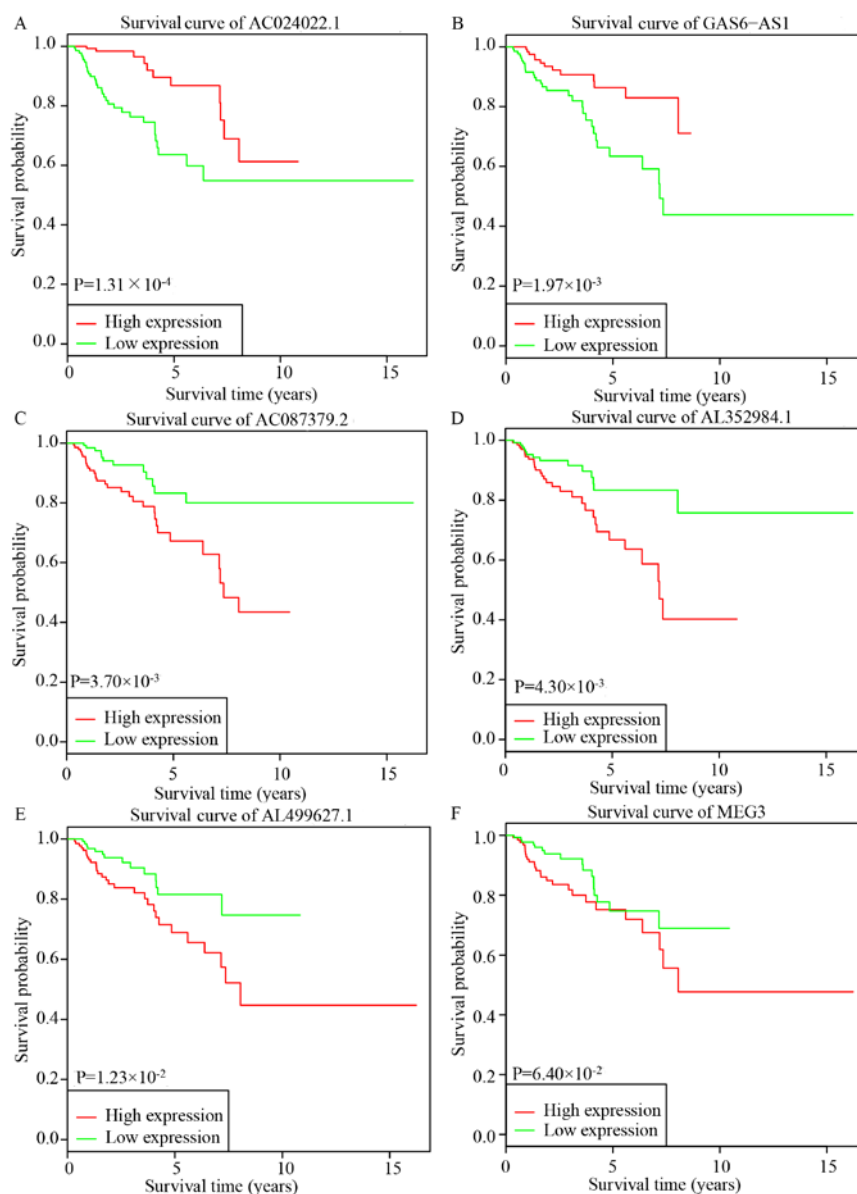 A
Survival curve of AC024022.1
Survival probability
1.0
0.8
0.6
0.4
0.2
0.0
P=1.31×10-4
High expression
Low expression
0 5 10 15
Survival time (years)
B
Survival curve of GAS6-AS1
Survival probability
1.0
0.8
0.6
0.4
0.2
0.0
P=1.97×10-3
High expression
Low expression
0 5 10 15
Survival time (years)
C
Survival curve of AC087379.2
Survival probability
1.0
0.8
0.6
0.4
0.2
0.0
P=3.70×10-3
High expression
Low expression
0 5 10 15
Survival time (years)
D
Survival curve of AL352984.1
Survival probability
1.0
0.8
0.6
0.4
0.2
0.0
P=4.30×10-3
High expression
Low expression
0 5 10 15
Survival time (years)
E
Survival curve of AL499627.1
Survival probability
1.0
0.8
0.6
0.4
0.2
0.0
P=1.23×10-2
High expression
Low expression
0 5 10 15
Survival time (years)
F
Survival curve of MEG3
Survival probability
1.0
0.8
0.6
0.4
0.2
0.0
P=6.40×10-2
High expression
Low expression
0 5 10 15
Survival time (years)